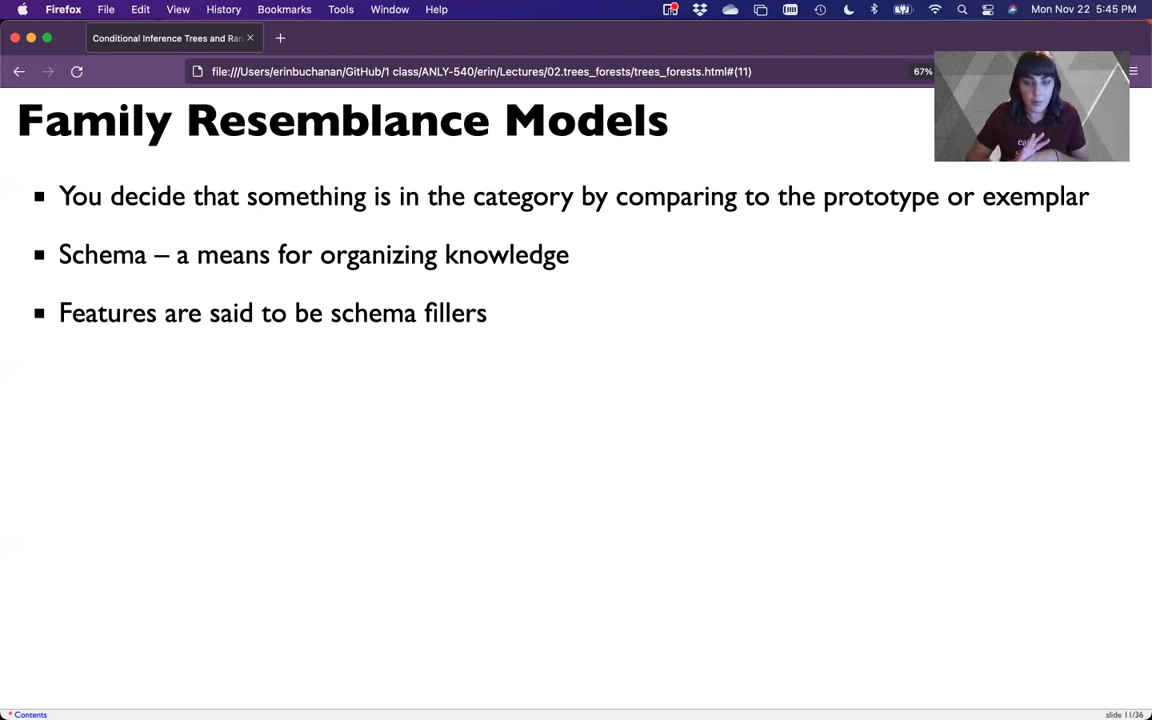 Firefox File Edit View History Bookmarks Tools Window Help Mon Nov 22 5:45 PM
Conditional Inference Trees and Ran
file:///Users/erinbuchanan/GitHub/1 class/ANLY-540/erin/Lectures/02.trees_forests/trees_forests.html#(11) 67%
Family Resemblance Models
You decide that something is in the category by comparing to the prototype or exemplar
Schema – a means for organizing knowledge
Features are said to be schema fillers
* Contents
slide 11/36